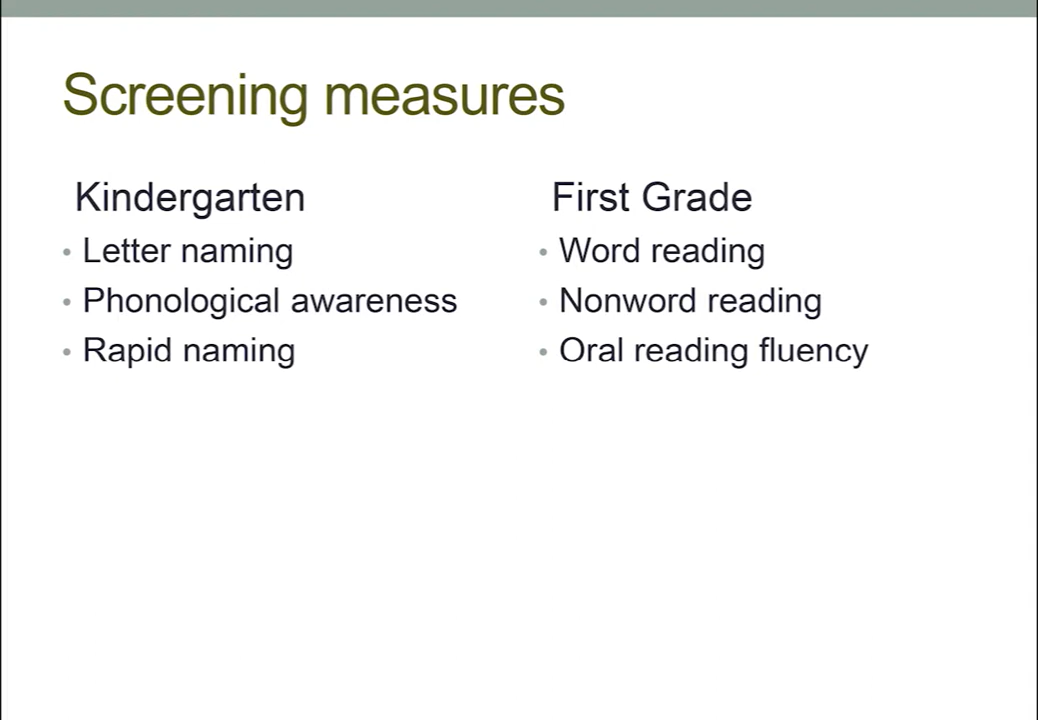 Screening measures
Kindergarten
• Letter naming
• Phonological awareness
• Rapid naming
First Grade
• Word reading
• Nonword reading
• Oral reading fluency